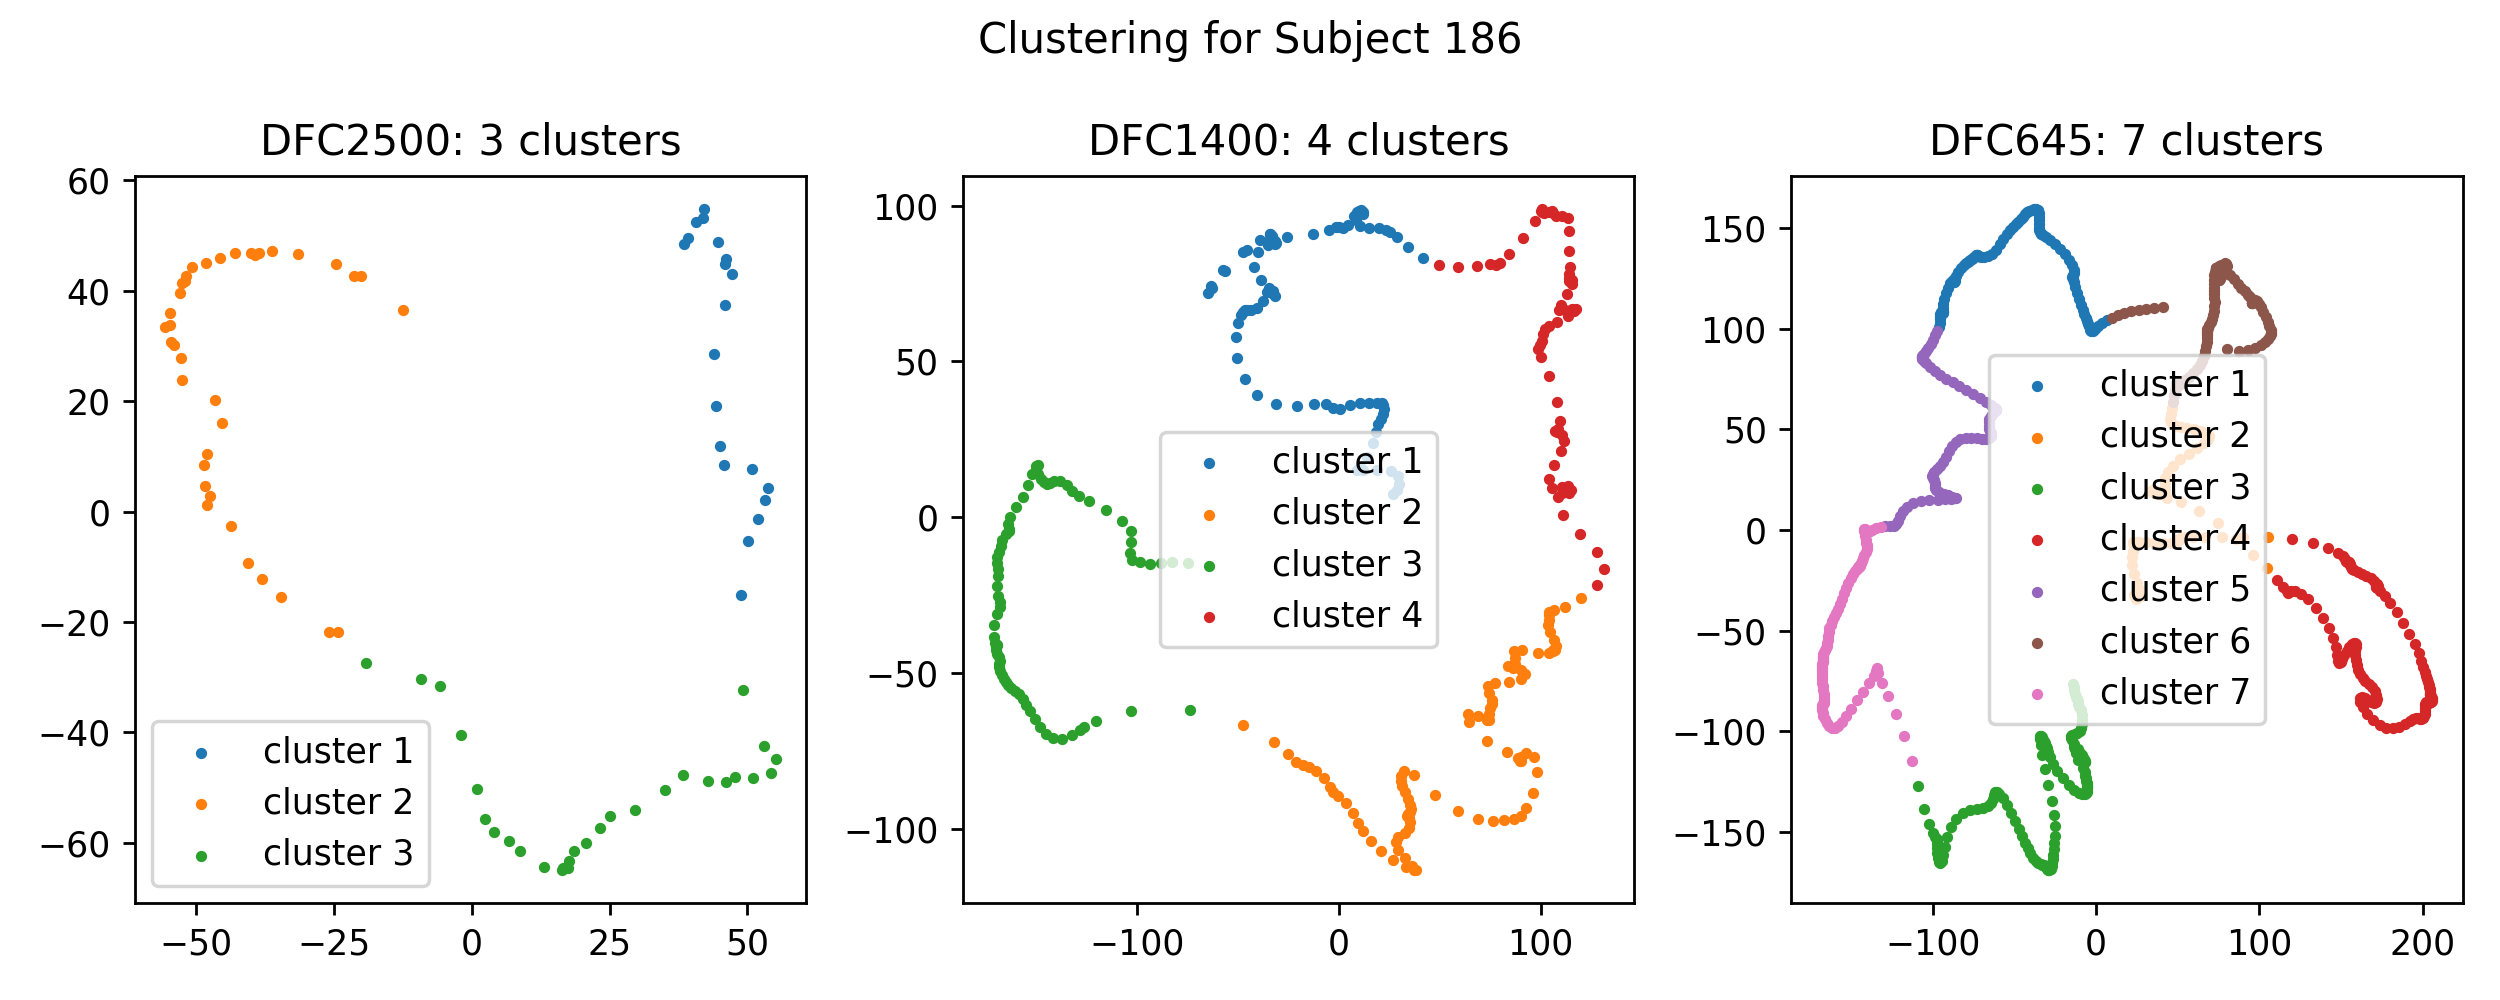 Clustering for Subject 186
DFC2500: 3 clusters
60
40
20
0
−20
−40
−60
−50
−25
0
25
50
cluster 1
cluster 2
cluster 3
DFC1400: 4 clusters
100
50
0
−50
−100
−100
0
100
cluster 1
cluster 2
cluster 3
cluster 4
DFC645: 7 clusters
150
100
50
0
−50
−100
−150
−100
0
100
200
cluster 1
cluster 2
cluster 3
cluster 4
cluster 5
cluster 6
cluster 7